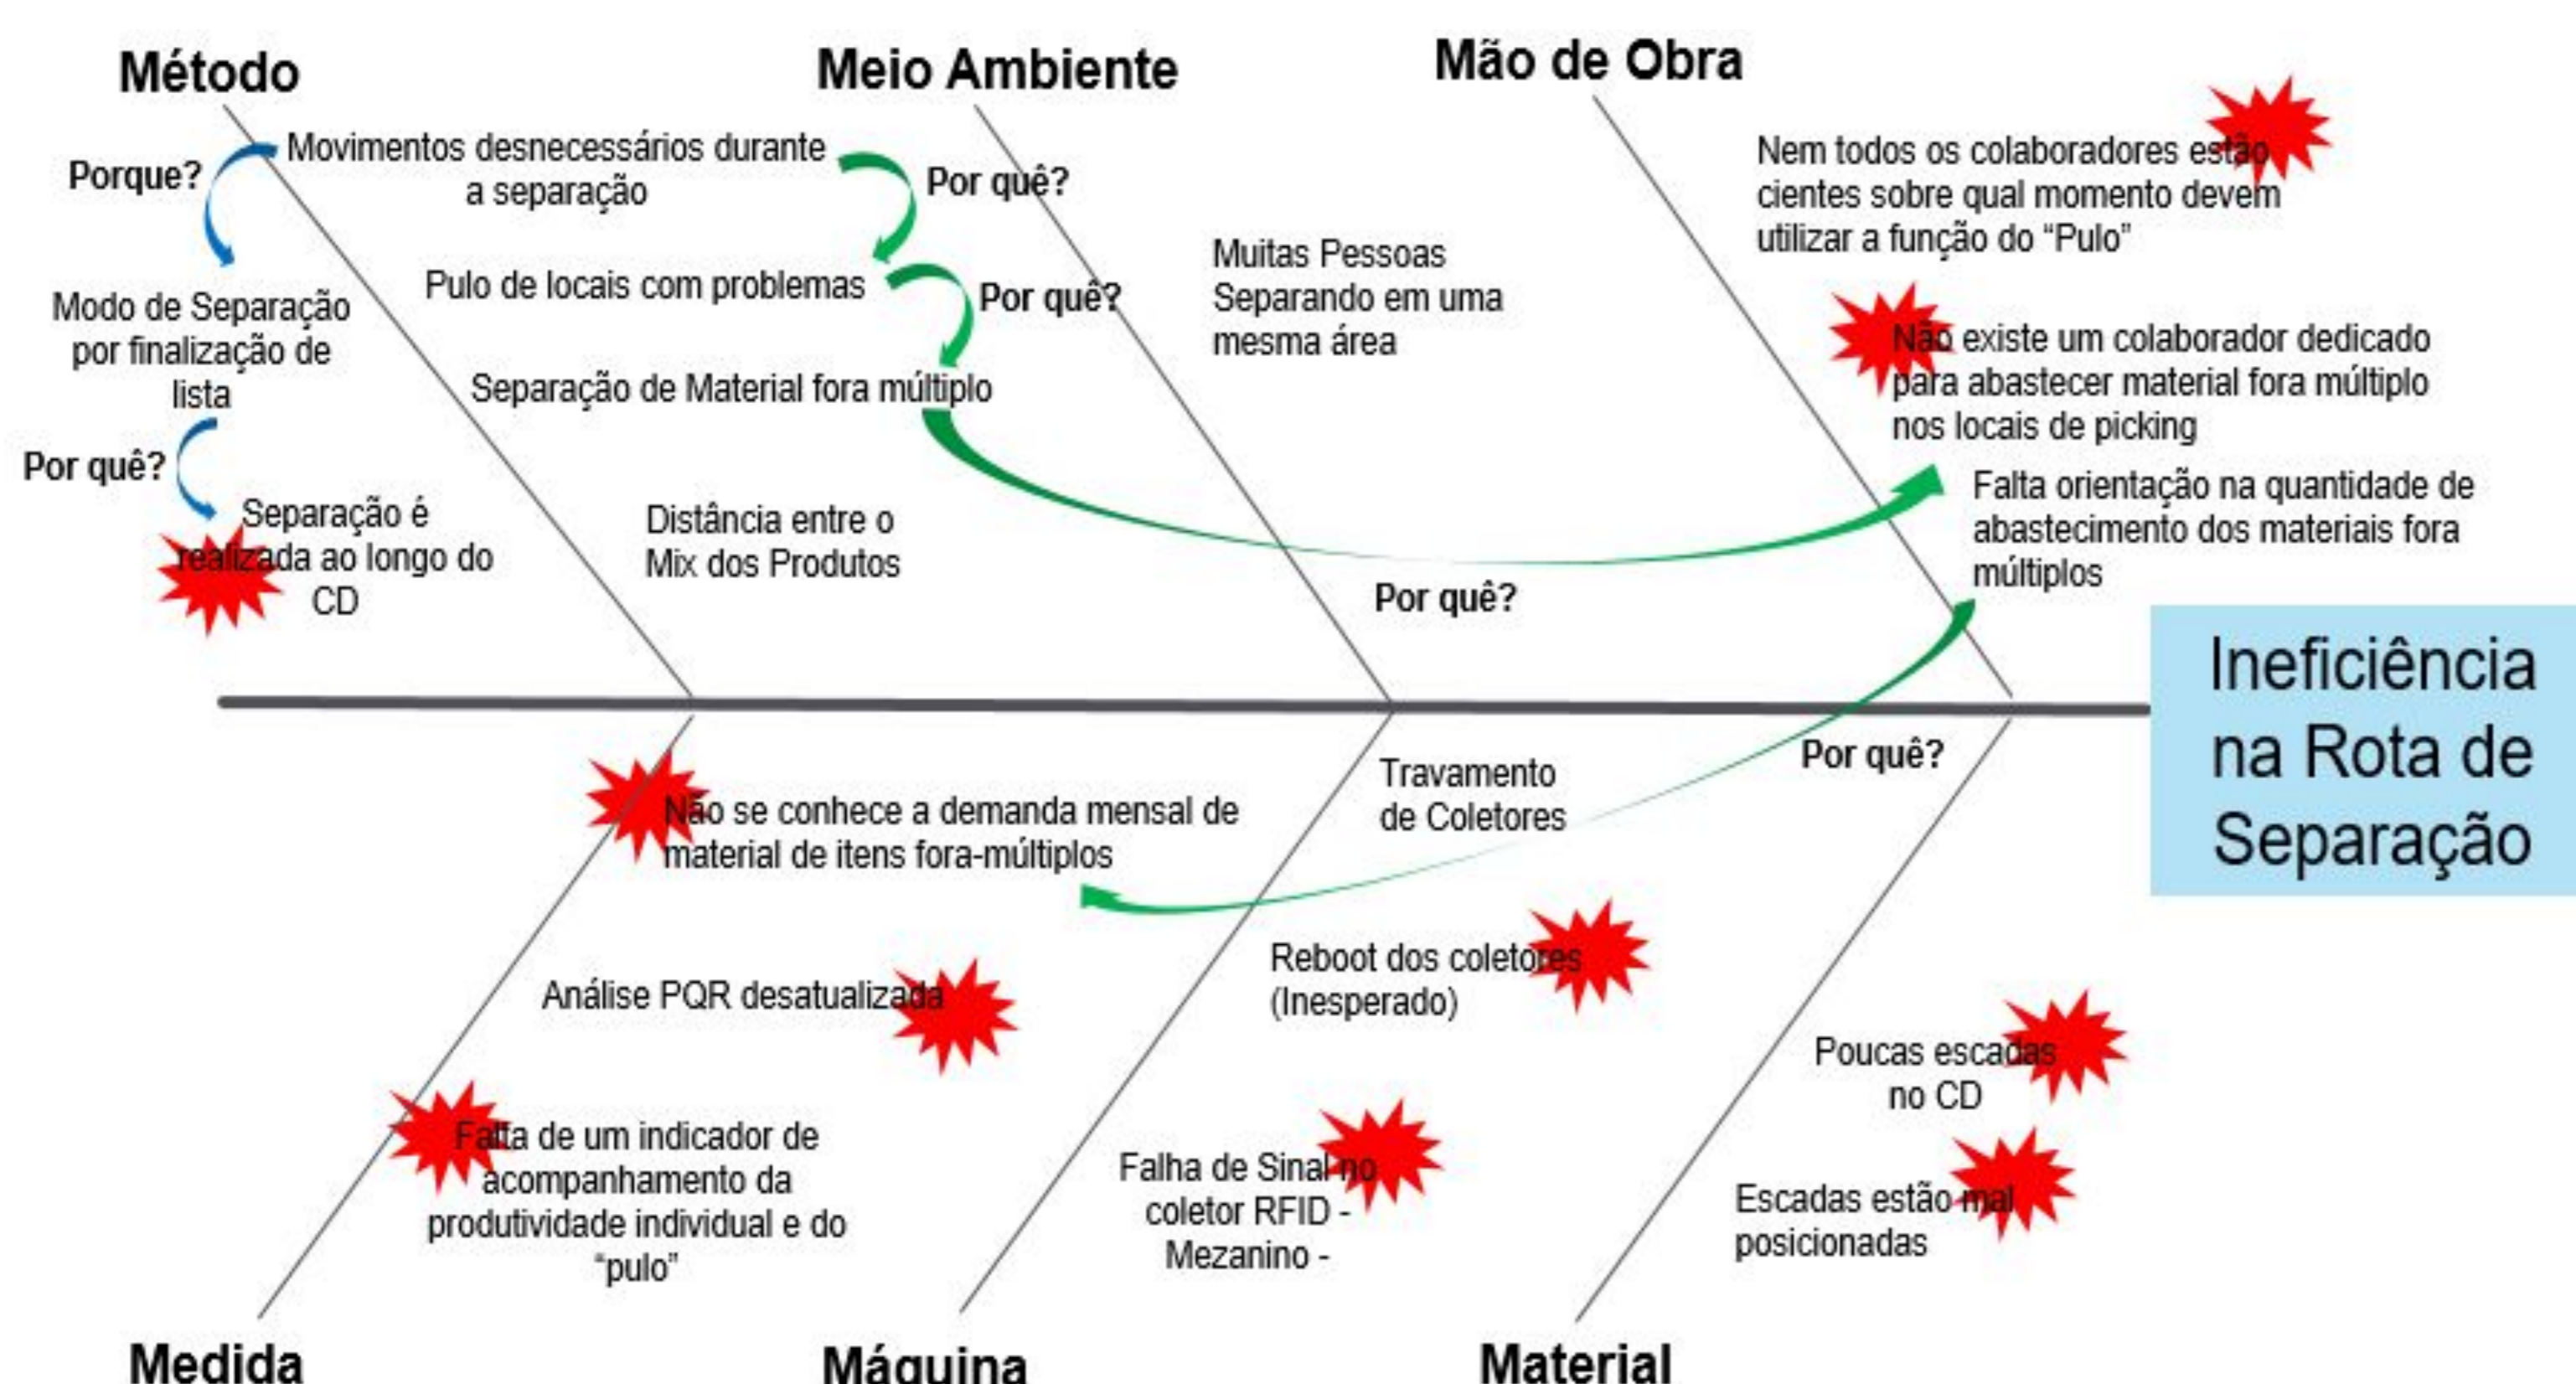 Método
Porque?
Movimentos desnecessários durante
a separação
Por quê?
Modo de Separação
por finalização de
lista
Pulo de locais com problemas
Por quê?
Separação de Material fora múltiplo
Por quê?
Separação é
realizada ao longo do
CD
Distância entre o
Mix dos Produtos
Meio Ambiente
Muitas Pessoas
Separando em uma
mesma área
Por quê?
Mão de Obra
Nem todos os colaboradores estão
cientes sobre qual momento devem
utilizar a função do “Pulo”
Não existe um colaborador dedicado
para abastecer material fora múltiplo
nos locais de picking
Falta orientação na quantidade de
abastecimento dos materiais fora
múltiplos
Ineficiência
na Rota de
Separação
Não se conhece a demanda mensal de
material de itens fora-múltiplos
Análise PQR desatualizada
Falta de um indicador de
acompanhamento da
produtividade individual e do
“pulo”
Medida
Travamento
de Coletores
Por quê?
Reboot dos coletores
(Inesperado)
Falha de Sinal no
coletor RFID -
Mezanino -
Máquina
Poucas escadas
no CD
Escadas estão mal
posicionadas
Material